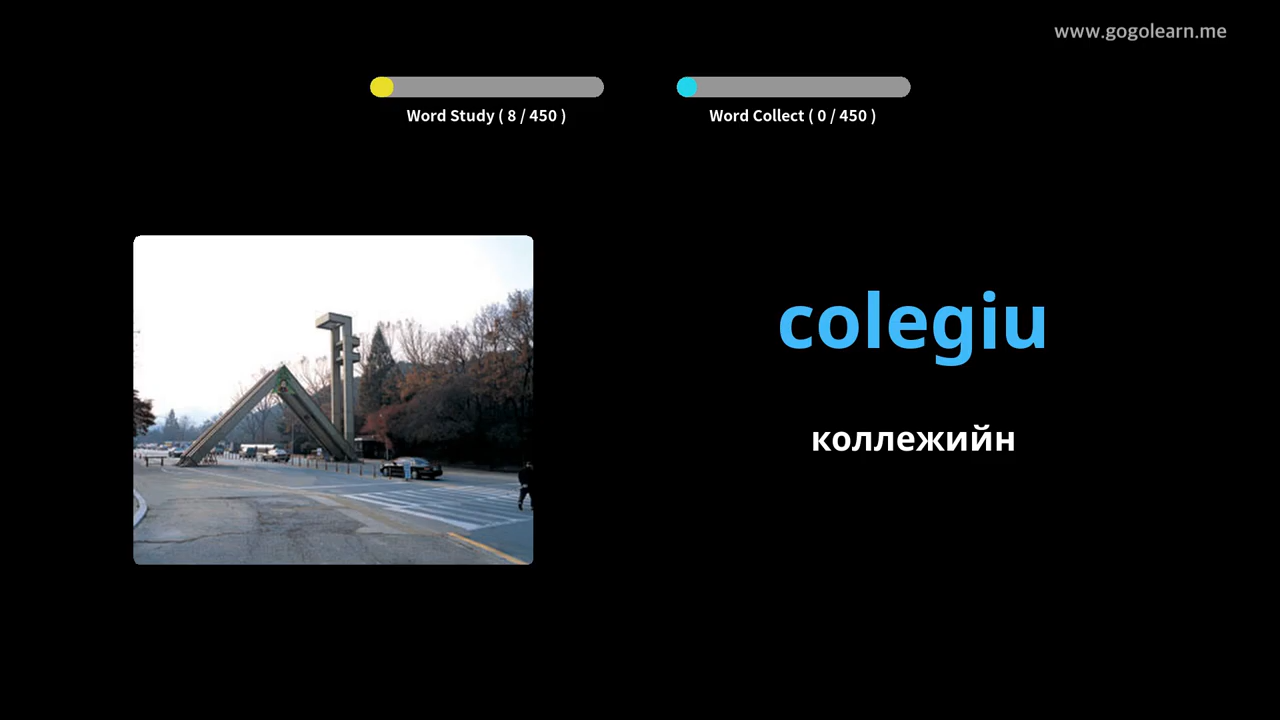 www.gogolearn.me
Word Study ( 8 / 450 )
Word Collect ( 0 / 450 )
colegiu
коллежийн